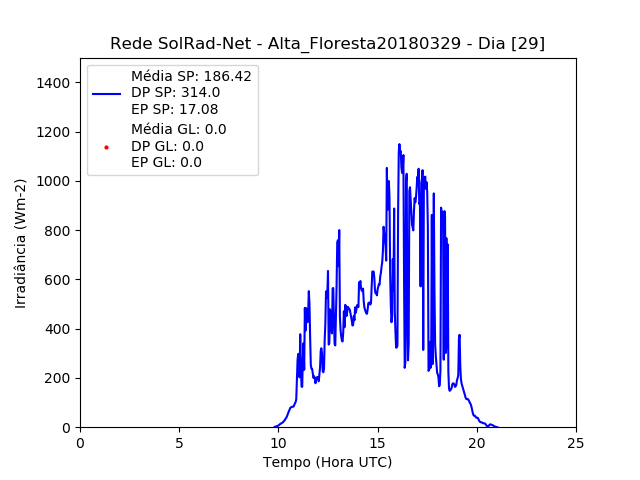 Rede SolRad-Net - Alta_Floresta20180329 - Dia [29]
Média SP: 186.42
DP SP: 314.0
EP SP: 17.08
Média GL: 0.0
DP GL: 0.0
EP GL: 0.0
Irradiância (Wm-2)
1400
1200
1000
800
600
400
200
0
0 5 10 15 20 25
Tempo (Hora UTC)